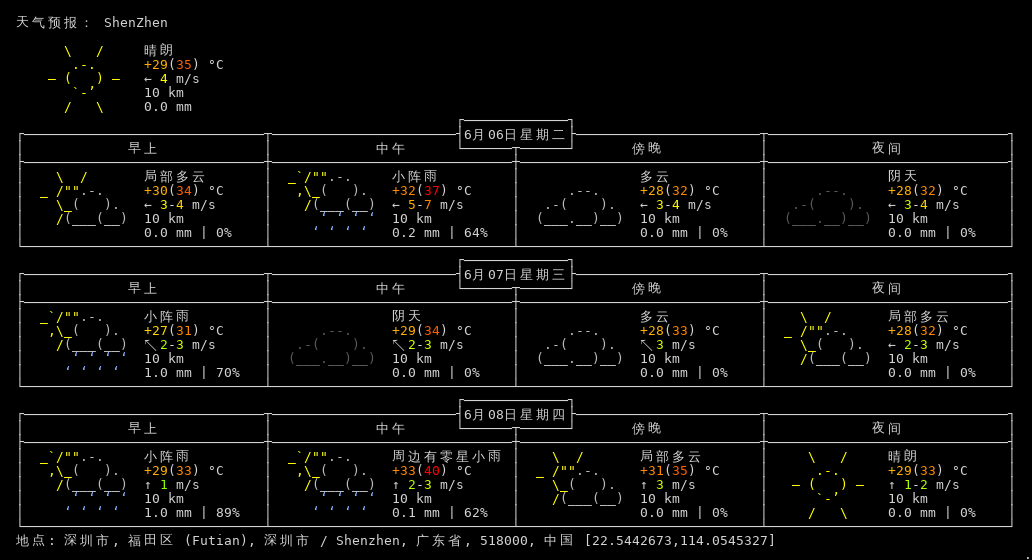 天气预报： ShenZhen
晴朗
+29(35) °C
← 4 m/s
10 km
0.0 mm
6月06日星期二
早上 中午 傍晚 夜间
局部多云 小阵雨 多云 阴天
+30(34) °C +32(37) °C +28(32) °C +28(32) °C
← 3-4 m/s ← 5-7 m/s ← 3-4 m/s ← 3-4 m/s
10 km 10 km 10 km 10 km
0.0 mm | 0% 0.2 mm | 64% 0.0 mm | 0% 0.0 mm | 0%
6月07日星期三
早上 中午 傍晚 夜间
小阵雨 阴天 多云 局部多云
+27(31) °C +29(34) °C +28(33) °C +28(32) °C
↖ 2-3 m/s ↖ 2-3 m/s ↖ 3 m/s ← 2-3 m/s
10 km 10 km 10 km 10 km
1.0 mm | 70% 0.0 mm | 0% 0.0 mm | 0% 0.0 mm | 0%
6月08日星期四
早上 中午 傍晚 夜间
小阵雨 周边有零星小雨 局部多云 晴朗
+29(33) °C +33(40) °C +31(35) °C +29(33) °C
↑ 1 m/s ↑ 2-3 m/s ↑ 3 m/s ↑ 1-2 m/s
10 km 10 km 10 km 10 km
1.0 mm | 89% 0.1 mm | 62% 0.0 mm | 0% 0.0 mm | 0%
地点: 深圳市, 福田区 (Futian), 深圳市 / Shenzhen, 广东省, 518000, 中国 [22.5442673,114.0545327]